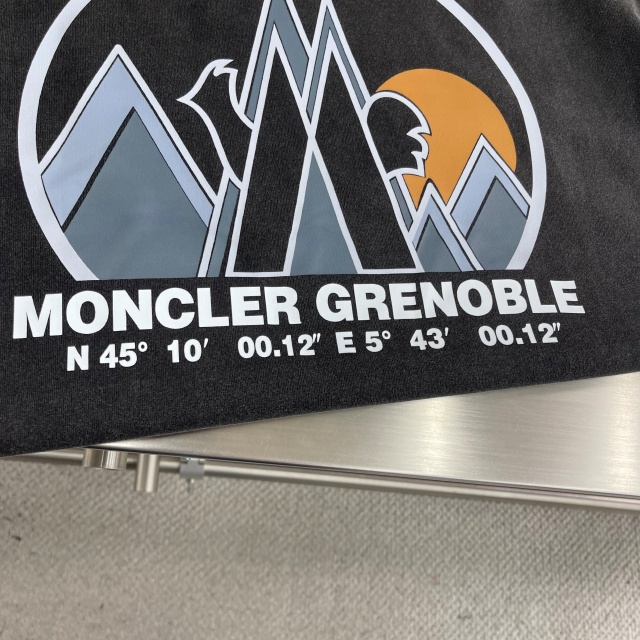 MONCLER GRENOBLE
N 45° 10′ 00.12″ E 5° 43′ 00.12″